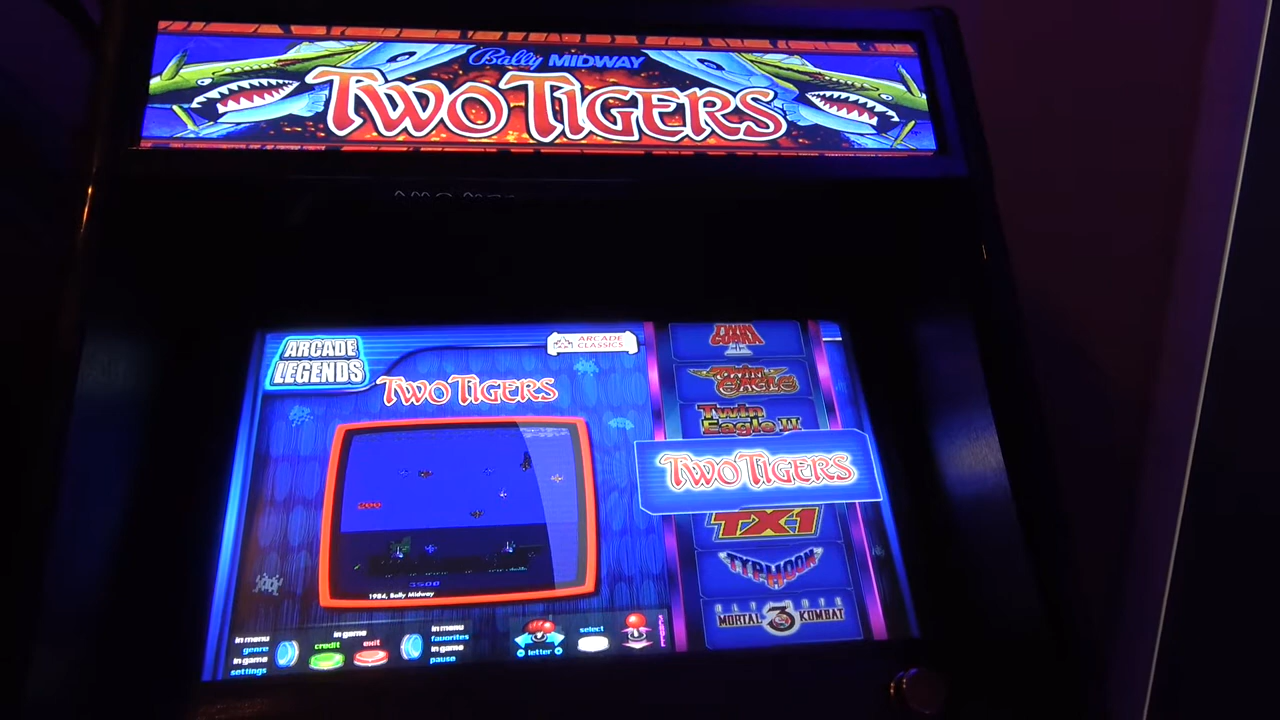 Bally MIDWAY
TWO TIGERS
ARCADE
LEGENDS
ARCADE
CLASSICS
TWO TIGERS
200
3500
1984, Bally Midway
TWIN
COBRA
TWIN
EAGLE
Twin
Eagle II
TWO TIGERS
TX1
TYPHOON
ULTIMATE
MORTAL 3 KOMBAT
in menu
genre
in game
settings
in game
credit
exit
in menu
favorites
in game
pause
letter
select